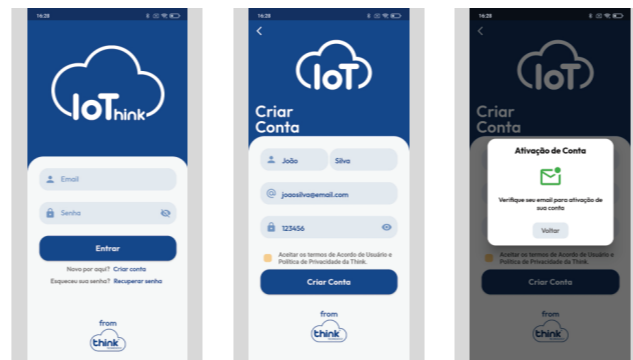 16:28
IoThink
Email
Senha
Entrar
Novo por aqui? Criar conta
Esqueceu sua senha? Recuperar senha
from
think
16:28
IoT
Criar
Conta
João Silva
joaosilva@email.com
123456
Aceitar os termos de Acordo de Usuário e
Política de Privacidade da Think.
Criar Conta
from
think
16:28
IoT
Criar
Conta
Ativação de Conta
Verifique seu email para ativação de
sua conta
Voltar
Aceitar os termos de Acordo de Usuário e
Política de Privacidade da Think.
Criar Conta
from
think